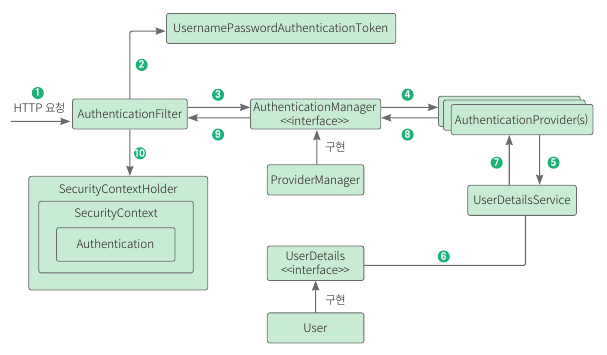 UsernamePasswordAuthenticationToken
1
2
HTTP 요청
3
4
AuthenticationFilter
AuthenticationManager
<<interface>>
AuthenticationProvider(s)
9
8
10
구현
7
5
SecurityContextHolder
ProviderManager
SecurityContext
UserDetailsService
Authentication
UserDetails
<<interface>>
6
구현
User